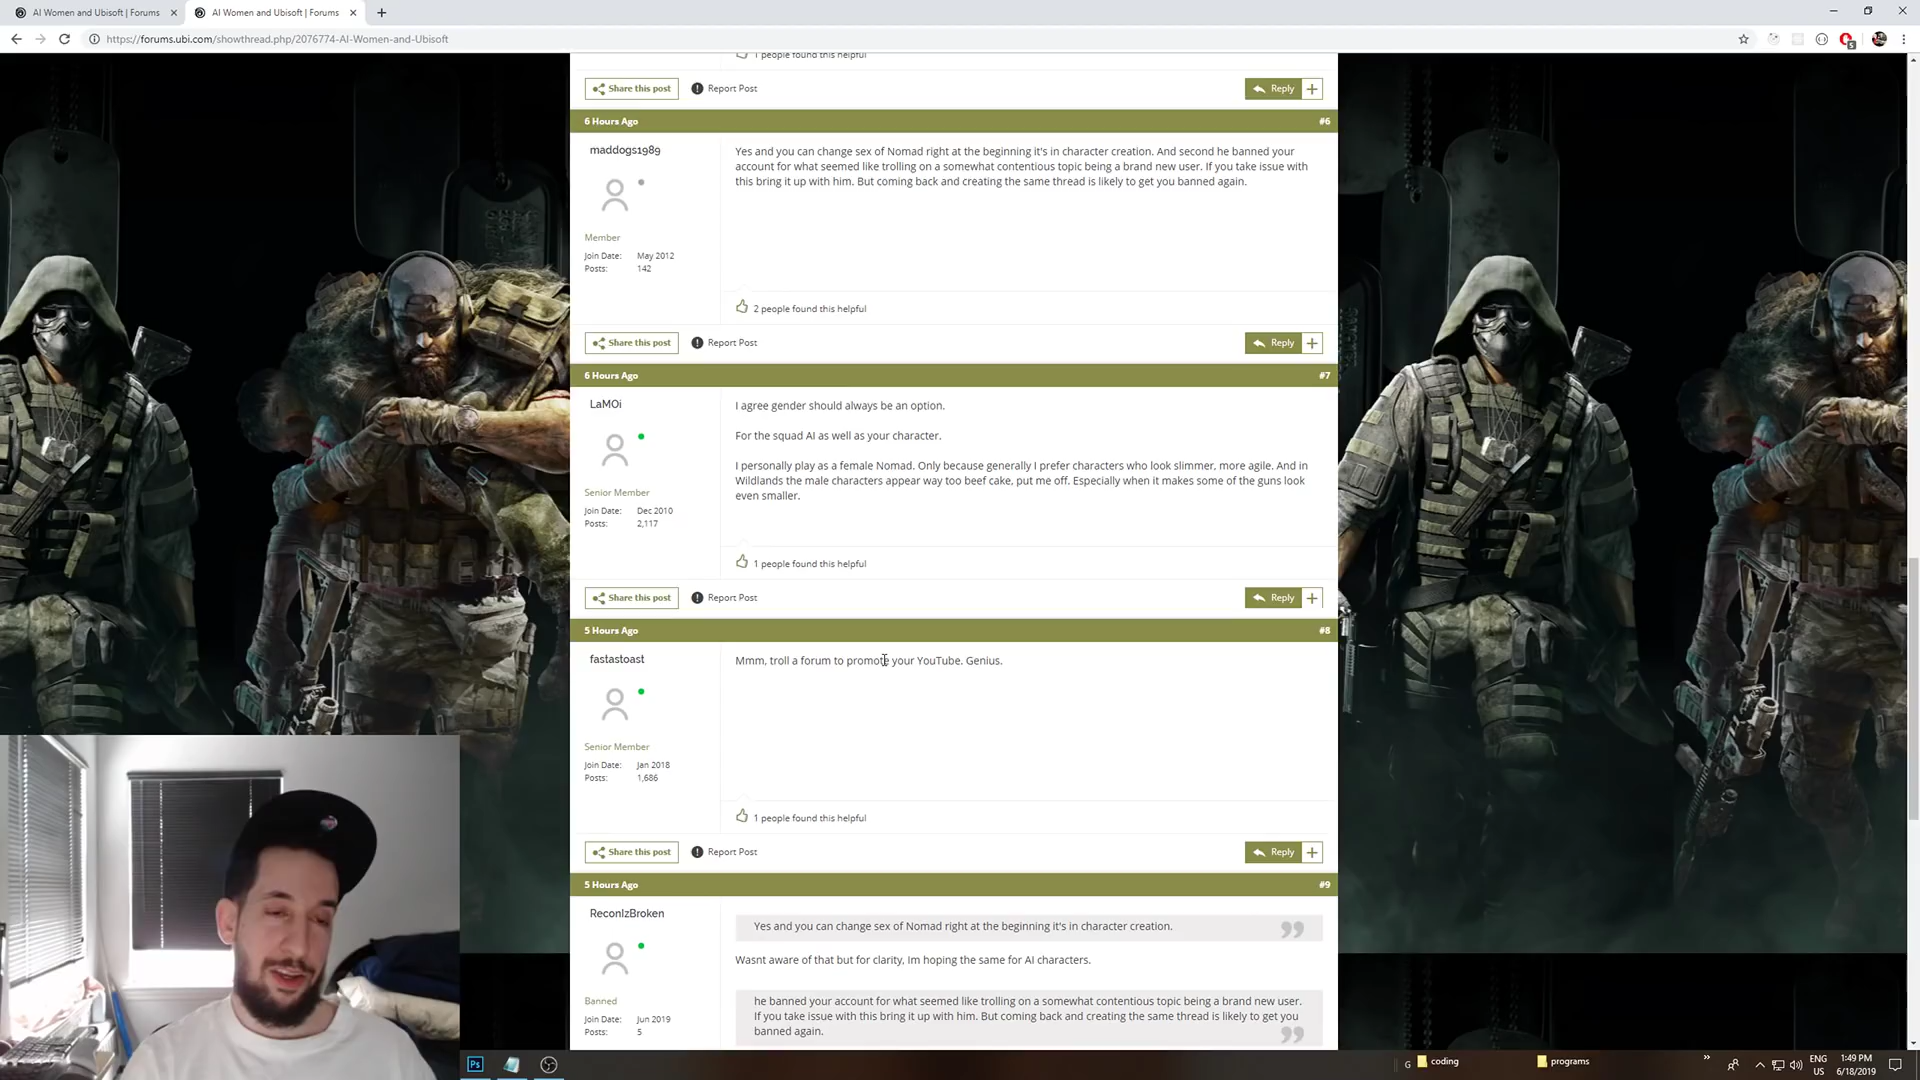 AI Women and Ubisoft | Forums
AI Women and Ubisoft | Forums
https://forums.ubi.com/showthread.php/2076774-AI-Women-and-Ubisoft
5
1 people found this helpful
Share this post
Report Post
Reply
6 Hours Ago
#6
maddogs1989
Member
Join Date: May 2012
Posts: 142
Yes and you can change sex of Nomad right at the beginning it's in character creation. And second he banned your
account for what seemed like trolling on a somewhat contentious topic being a brand new user. If you take issue with
this bring it up with him. But coming back and creating the same thread is likely to get you banned again.
2 people found this helpful
Share this post
Report Post
Reply
6 Hours Ago
#7
LaMOi
Senior Member
Join Date: Dec 2010
Posts: 2,117
I agree gender should always be an option.
For the squad AI as well as your character.
I personally play as a female Nomad. Only because generally I prefer characters who look slimmer, more agile. And in
Wildlands the male characters appear way too beef cake, put me off. Especially when it makes some of the guns look
even smaller.
1 people found this helpful
Share this post
Report Post
Reply
5 Hours Ago
#8
fastastoast
Senior Member
Join Date: Jan 2018
Posts: 1,686
Mmm, troll a forum to promote your YouTube. Genius.
1 people found this helpful
Share this post
Report Post
Reply
5 Hours Ago
#9
ReconIzBroken
Banned
Join Date: Jun 2019
Posts: 5
Yes and you can change sex of Nomad right at the beginning it's in character creation.
Wasnt aware of that but for clarity, Im hoping the same for AI characters.
he banned your account for what seemed like trolling on a somewhat contentious topic being a brand new user.
If you take issue with this bring it up with him. But coming back and creating the same thread is likely to get you
banned again.
Ps
G
coding
programs
ENG
US
1:49 PM
6/18/2019